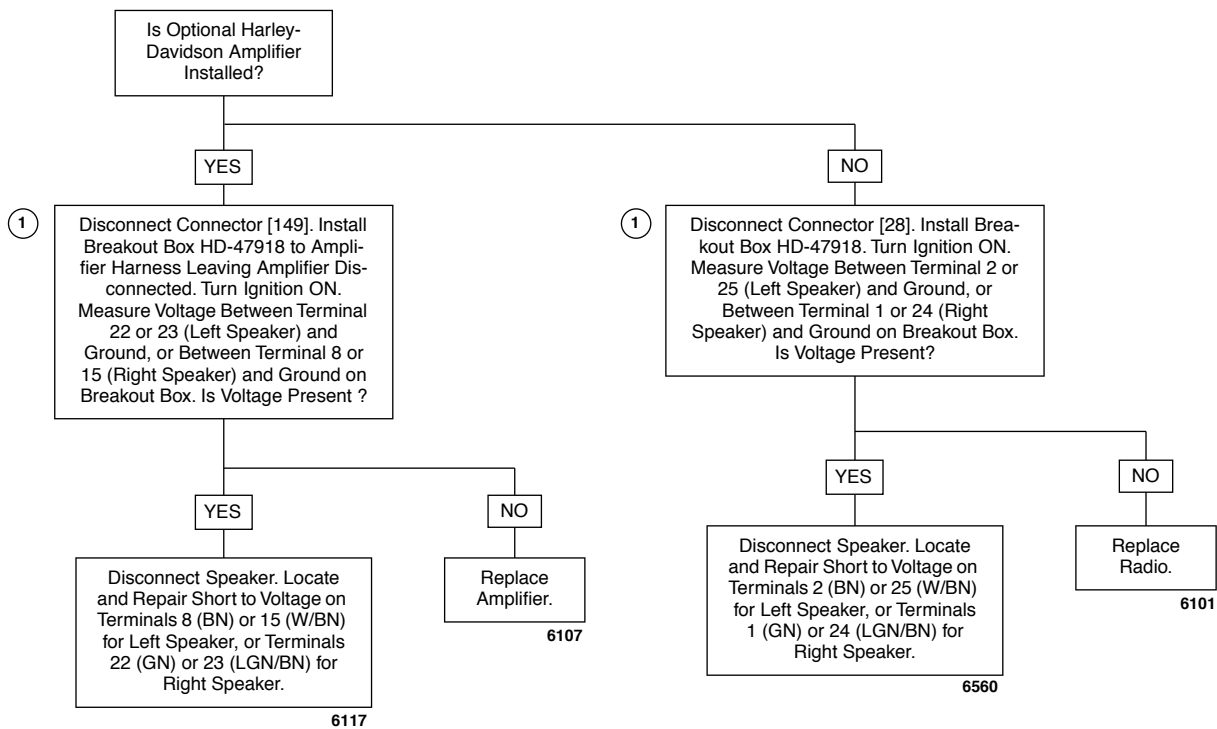 Is Optional Harley-
Davidson Amplifier
Installed?
YES
NO
1
Disconnect Connector [149]. Install
Breakout Box HD-47918 to Ampli-
fier Harness Leaving Amplifier Dis-
connected. Turn Ignition ON.
Measure Voltage Between Terminal
22 or 23 (Left Speaker) and
Ground, or Between Terminal 8 or
15 (Right Speaker) and Ground on
Breakout Box. Is Voltage Present ?
1
Disconnect Connector [28]. Install Brea-
kout Box HD-47918. Turn Ignition ON.
Measure Voltage Between Terminal 2 or
25 (Left Speaker) and Ground, or
Between Terminal 1 or 24 (Right
Speaker) and Ground on Breakout Box.
Is Voltage Present?
YES
NO
YES
NO
Disconnect Speaker. Locate
and Repair Short to Voltage on
Terminals 8 (BN) or 15 (W/BN)
for Left Speaker, or Terminals
22 (GN) or 23 (LGN/BN) for
Right Speaker.
6117
Replace
Amplifier.
6107
Disconnect Speaker. Locate
and Repair Short to Voltage on
Terminals 2 (BN) or 25 (W/BN)
for Left Speaker, or Terminals
1 (GN) or 24 (LGN/BN) for
Right Speaker.
6560
Replace
Radio.
6101